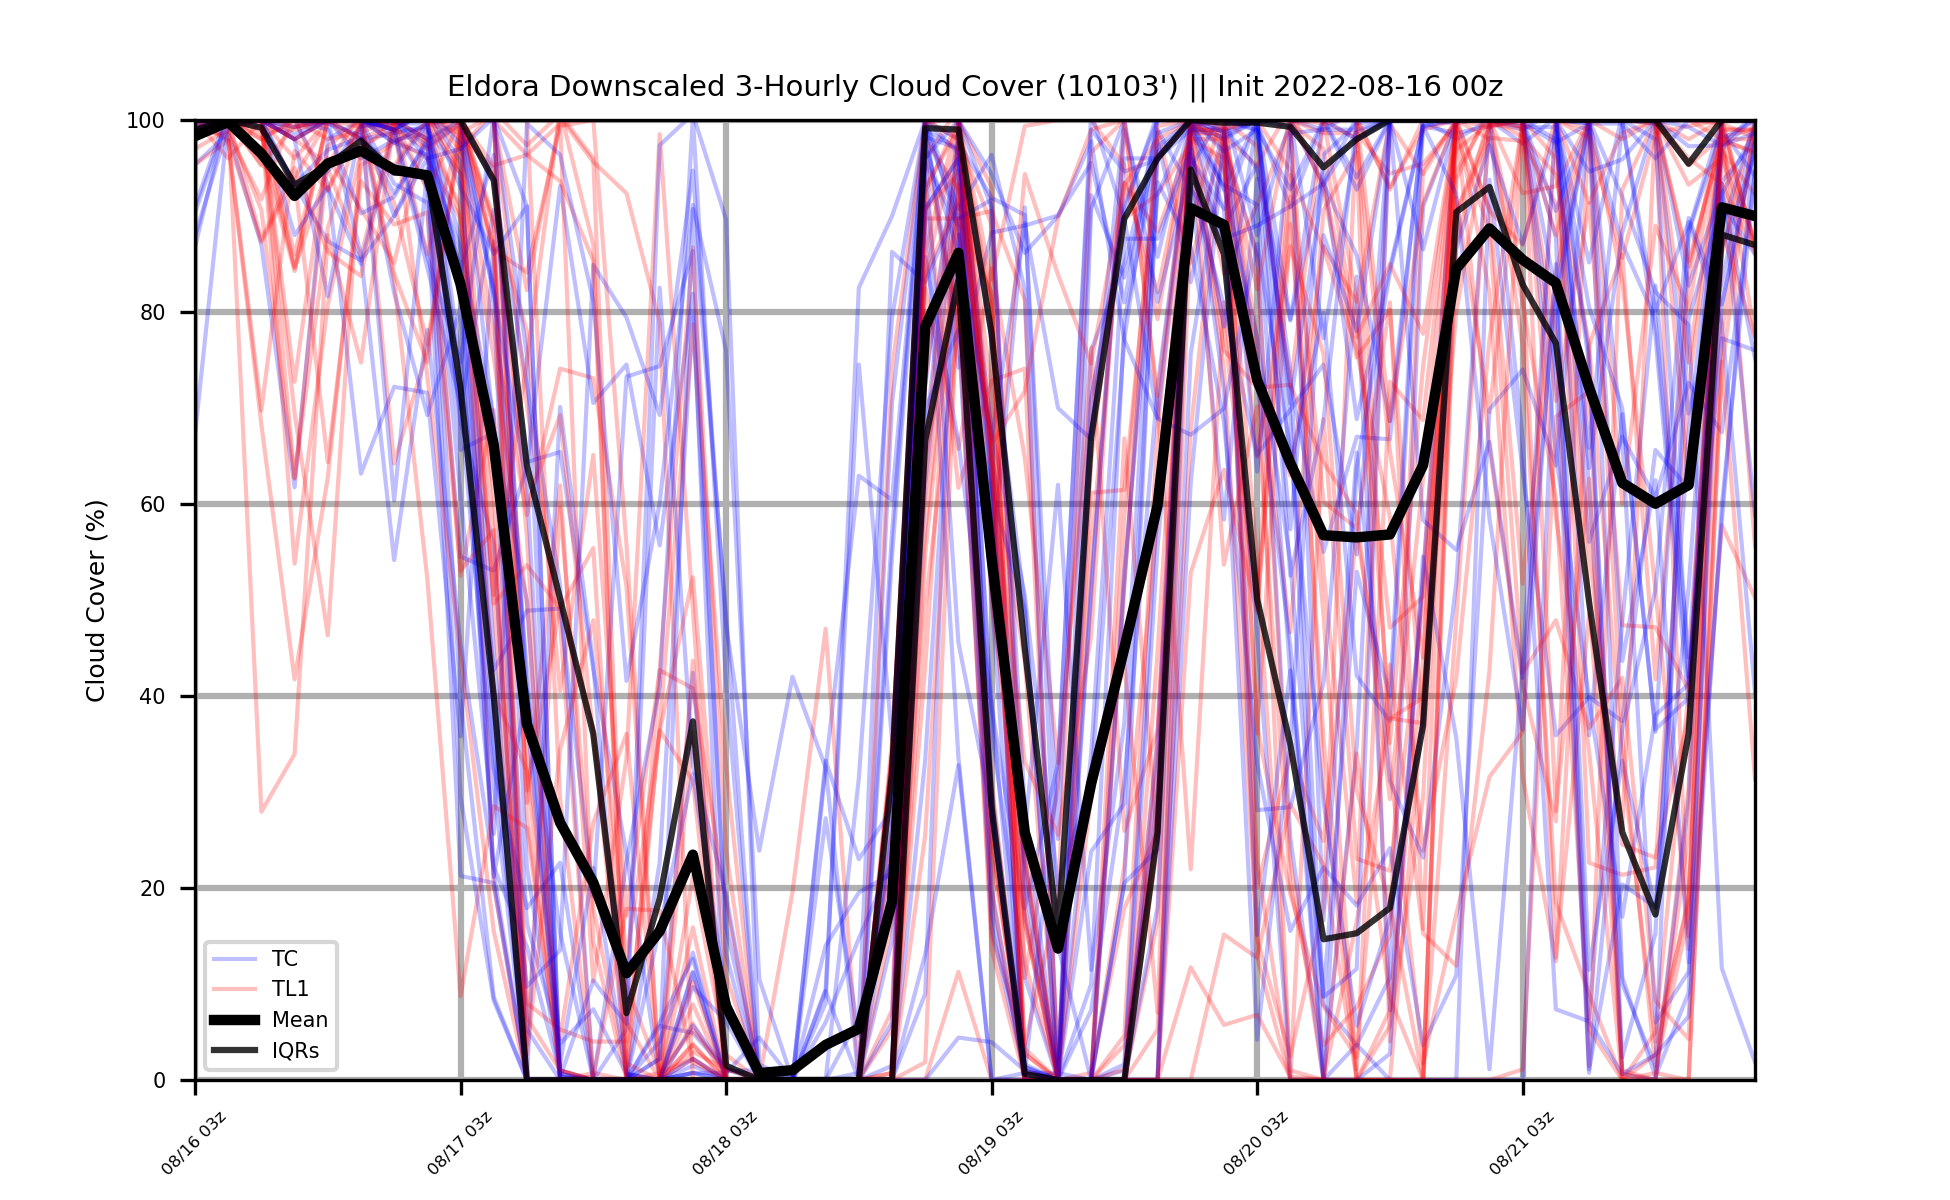 Eldora Downscaled 3-Hourly Cloud Cover (10103') || Init 2022-08-16 00z
Cloud Cover (%)
100
80
60
40
20
0
TC
TL1
Mean
IQRs
08/16 03z
08/17 03z
08/18 03z
08/19 03z
08/20 03z
08/21 03z